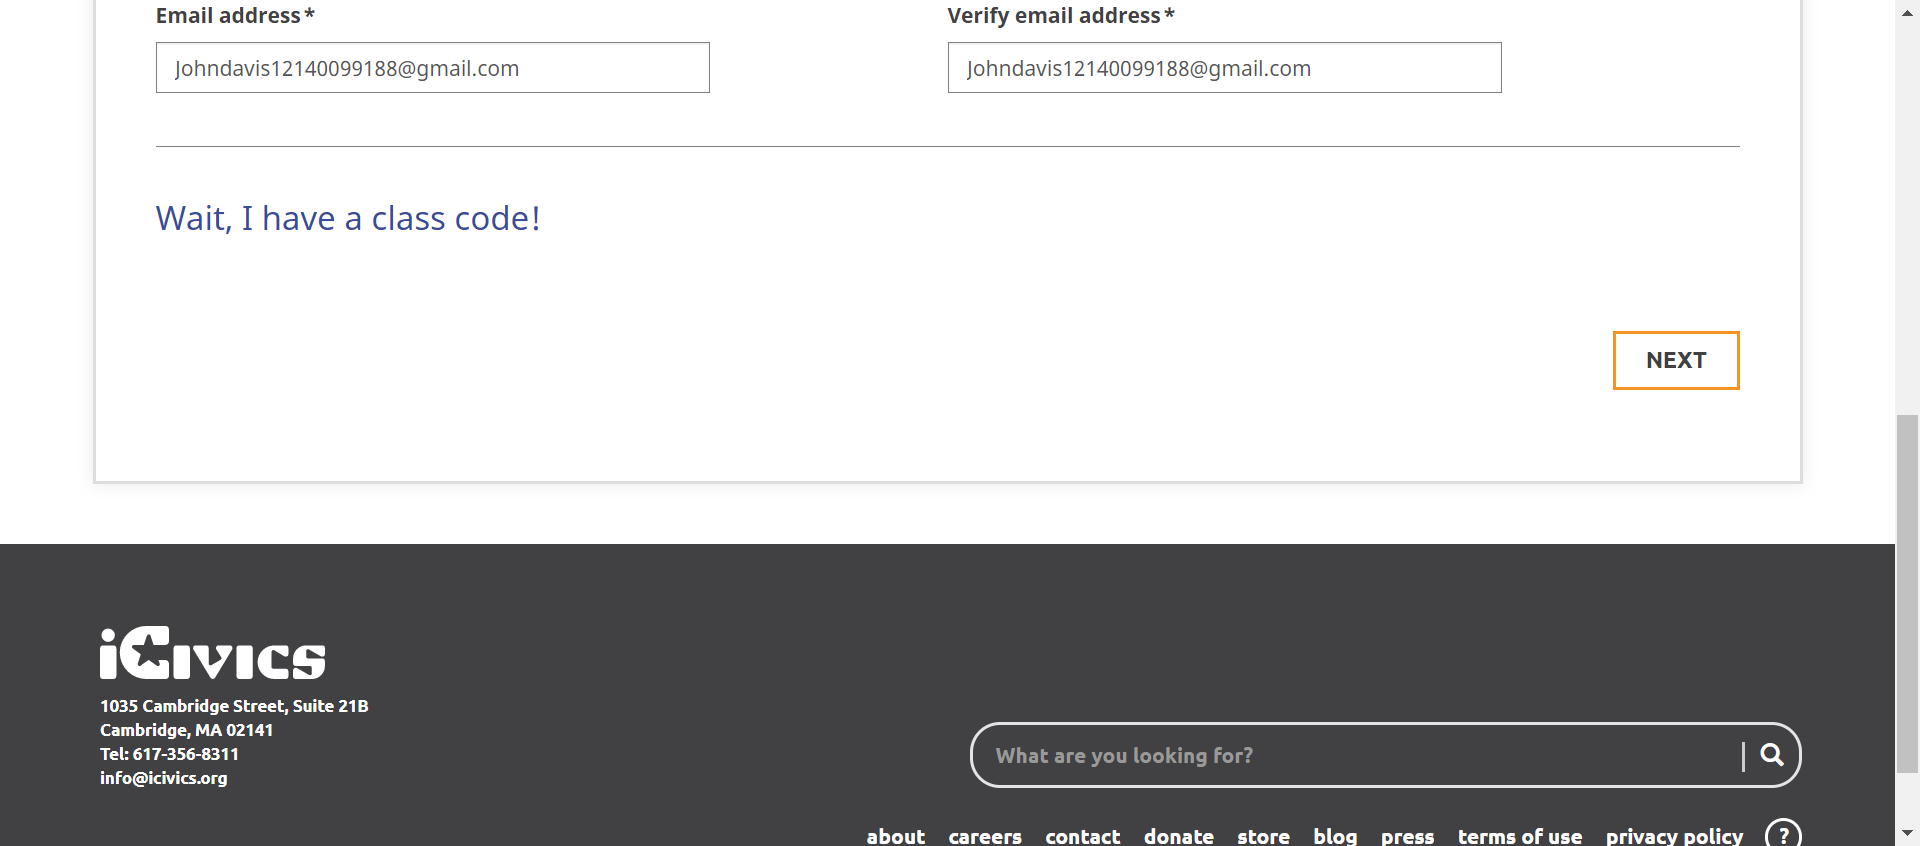 Email address*
Verify email address*
Johndavis12140099188@gmail.com
Johndavis12140099188@gmail.com
Wait, I have a class code!
NEXT
iCivics
1035 Cambridge Street, Suite 21B
Cambridge, MA 02141
Tel: 617-356-8311
info@icivics.org
What are you looking for?
about careers contact donate store blog press terms of use privacy policy ?